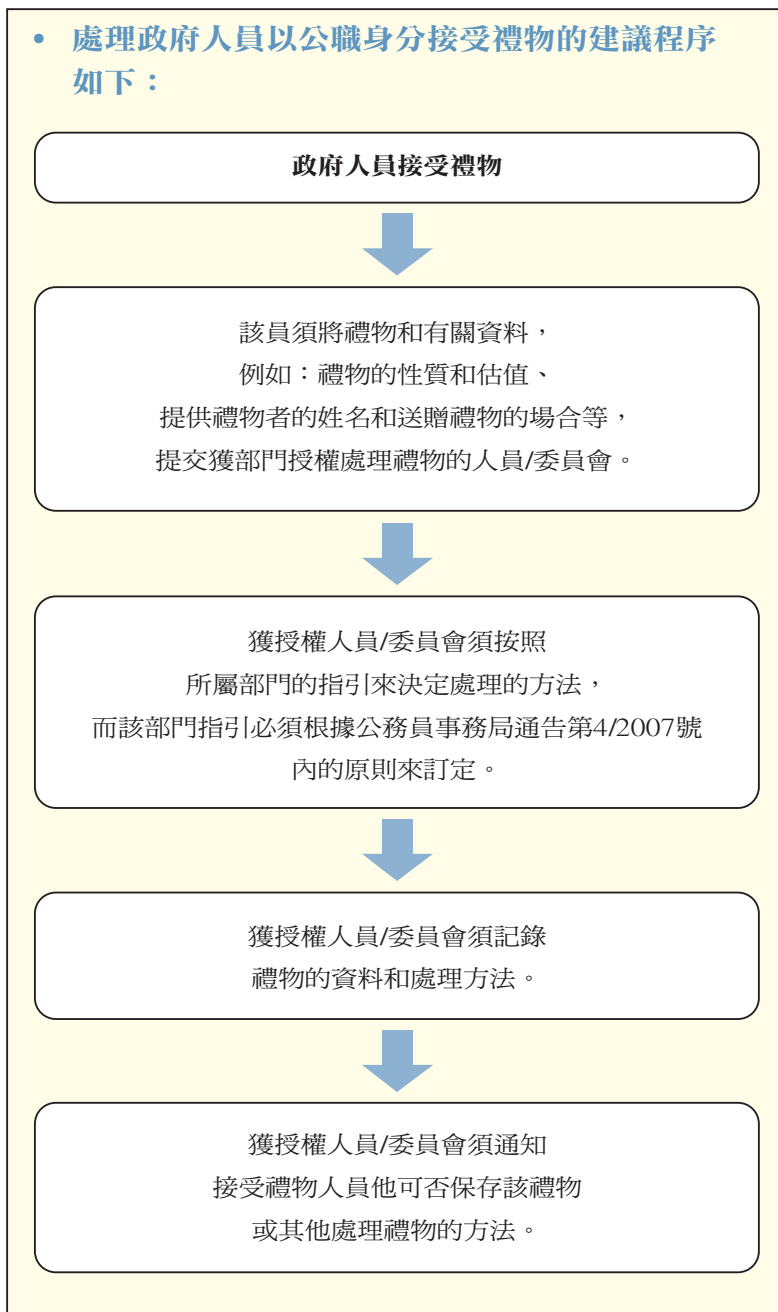 • 處理政府人員以公職身分接受禮物的建議程序
如下：
政府人員接受禮物
該員須將禮物和有關資料，
例如：禮物的性質和估值、
提供禮物者的姓名和送贈禮物的場合等，
提交獲部門授權處理禮物的人員/委員會。
獲授權人員/委員會須按照
所屬部門的指引來決定處理的方法，
而該部門指引必須根據公務員事務局通告第4/2007號
內的原則來訂定。
獲授權人員/委員會須記錄
禮物的資料和處理方法。
獲授權人員/委員會須通知
接受禮物人員他可否保存該禮物
或其他處理禮物的方法。